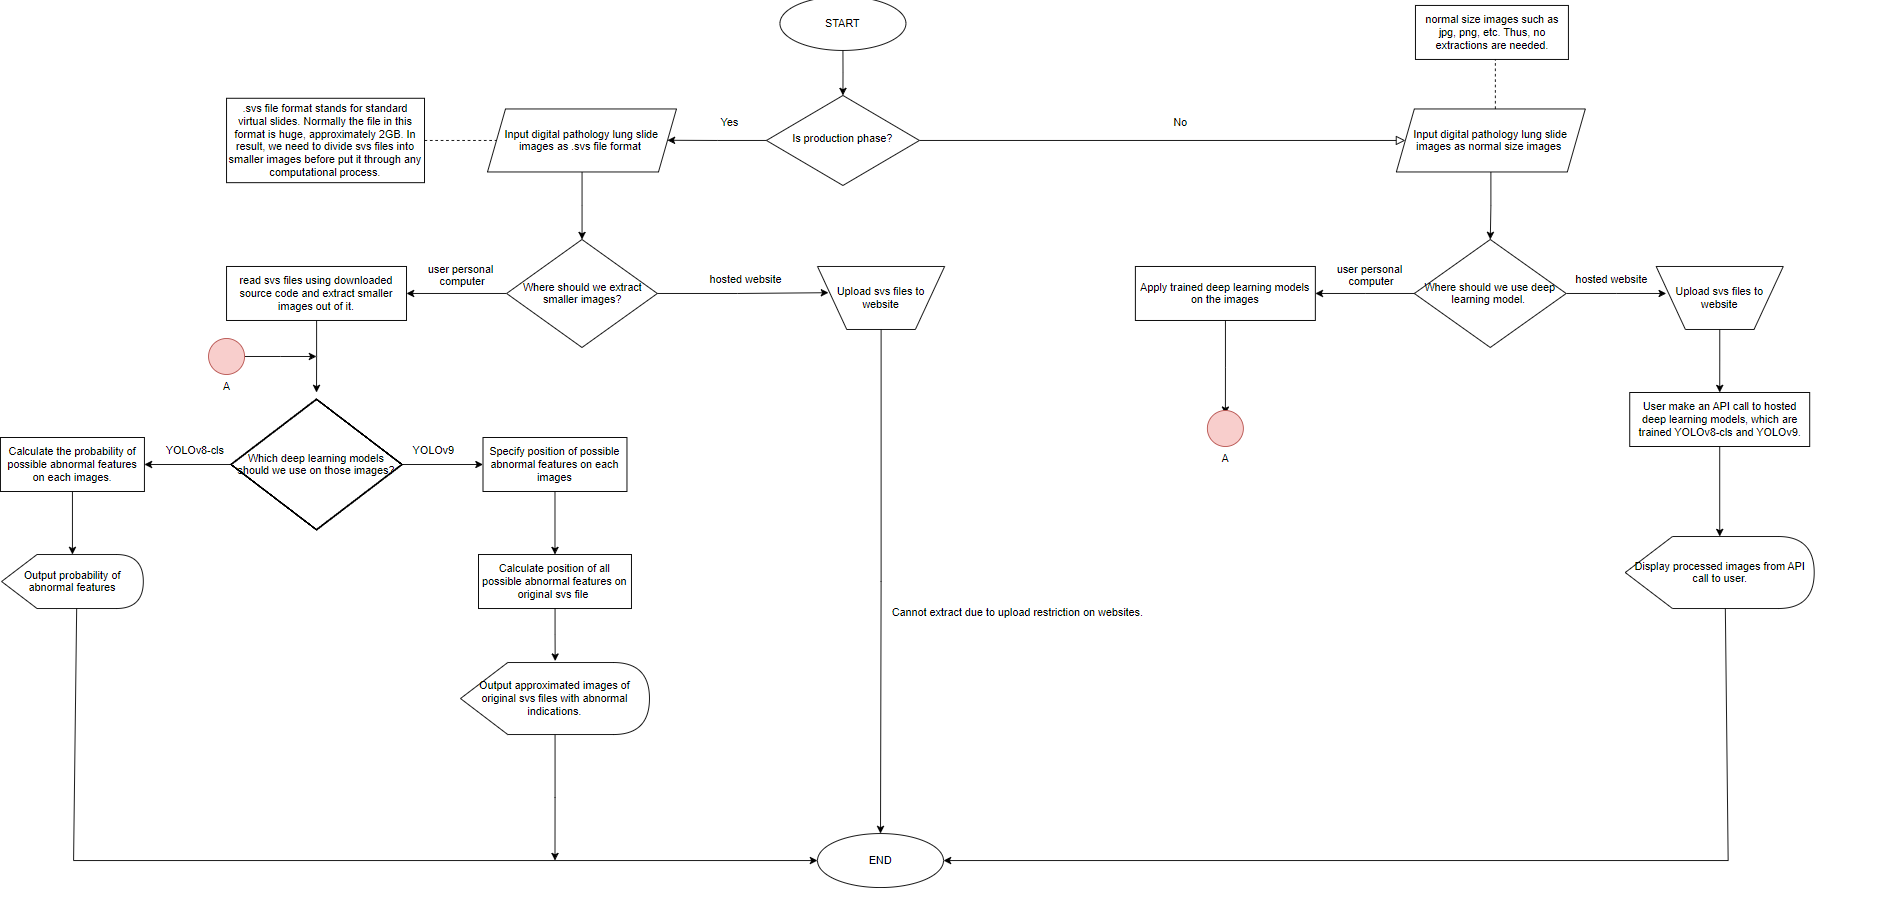 START
normal size images such as
jpg, png, etc. Thus, no
extractions are needed.
.svs file format stands for standard
virtual slides. Normally the file in this
format is huge, approximately 2GB. In
result, we need to divide svs files into
smaller images before put it through any
computational process.
Input digital pathology lung slide
images as .svs file format
Yes
Is production phase?
No
Input digital pathology lung slide
images as normal size images
read svs files using downloaded
source code and extract smaller
images out of it.
user personal
computer
Where should we extract
smaller images?
hosted website
Upload svs files to
website
Apply trained deep learning models
on the images
user personal
computer
Where should we use deep
learning model.
hosted website
Upload svs files to
website
A
Calculate the probability of
possible abnormal features
on each images.
YOLOv8-cls
Which deep learning models
should we use on those images?
YOLOv9
Specify position of possible
abnormal features on each
images
A
User make an API call to hosted
deep learning models, which are
trained YOLOv8-cls and YOLOv9.
Output probability of
abnormal features
Calculate position of all
possible abnormal features on
original svs file
Cannot extract due to upload restriction on websites.
Display processed images from API
call to user.
Output approximated images of
original svs files with abnormal
indications.
END